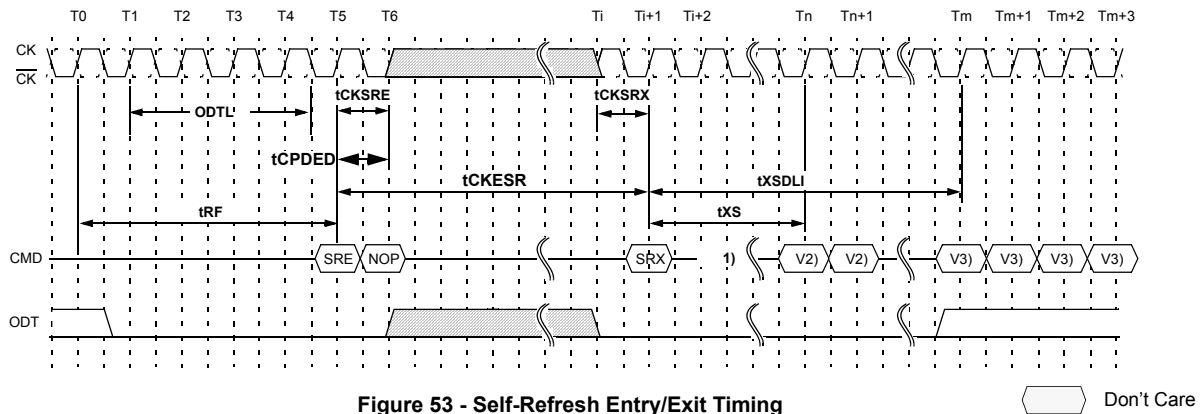 T0 T1 T2 T3 T4 T5 T6 Ti Ti+1 Ti+2 Tn Tn+1 Tm Tm+1 Tm+2 Tm+3
CK
CK
tCKSRE tCKSRX
ODTL
tCPDED
tCKESR tXSDLI
tRF tXS
CMD SRE NOP SRX 1) V2) V2) V3) V3) V3) V3)
ODT
Figure 53 - Self-Refresh Entry/Exit Timing
Don't Care